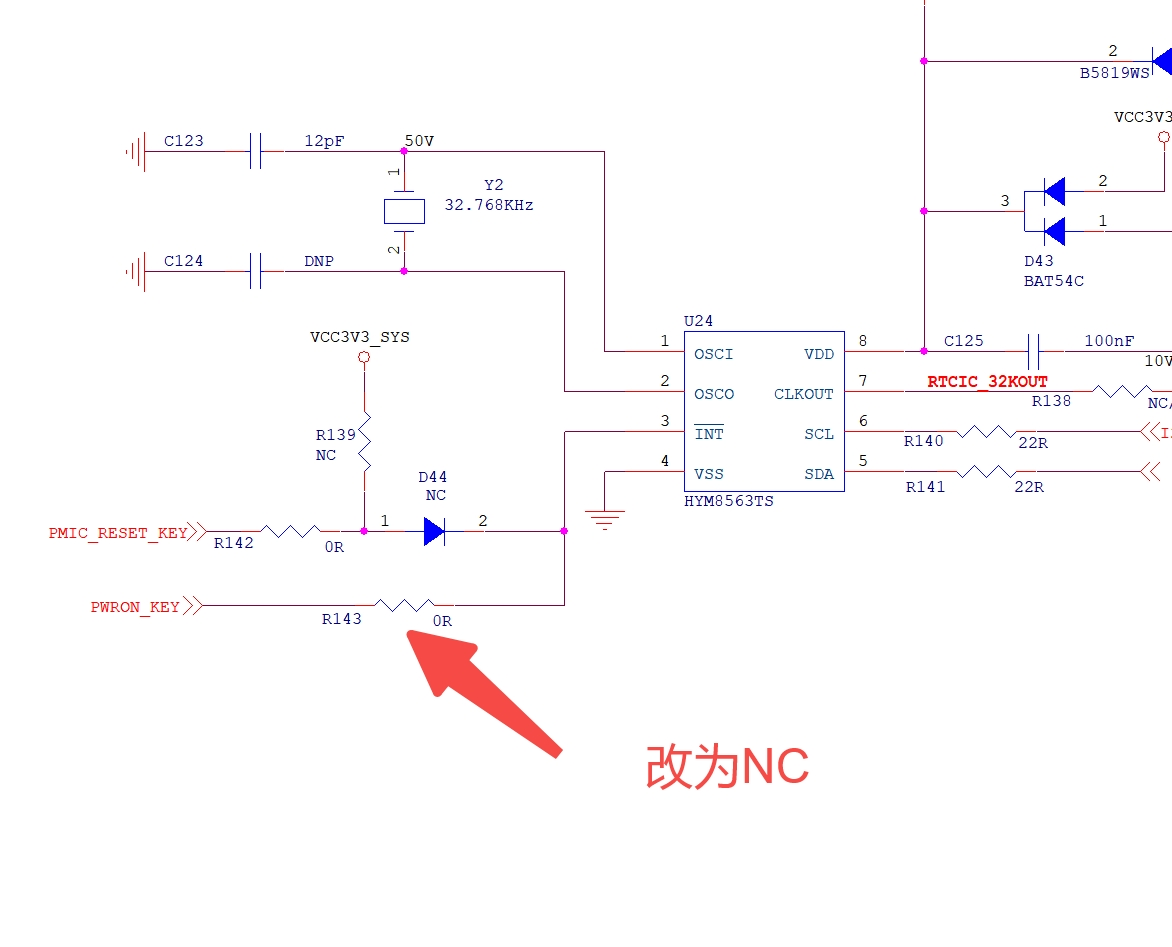 2
B5819WS
VCC3V3
C123 12pF 50V
1
Y2
32.768KHz
2
3
1
C124 DNP
2
D43
BAT54C
VCC3V3_SYS
U24
1 OSCI VDD 8
C125 100nF
10V
2 OSCO CLKOUT 7
RTCIC_32KOUT
R138
NC/
3 INT SCL 6
R140 22R
R139
NC
4 VSS SDA 5
R141 22R
HYM8563TS
D44
NC
PMIC_RESET_KEY R142 0R 1 2
PWRON_KEY R143 0R
改为NC